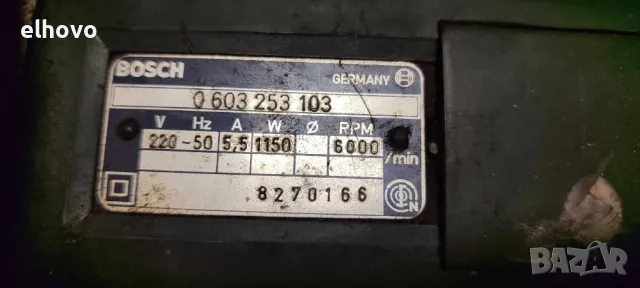 elhovo
BOSCH
GERMANY
0 603 253 103
V Hz A W Ø RPM
220 - 50 5,5 1150 6000
/min
8270166
N
BAZAR